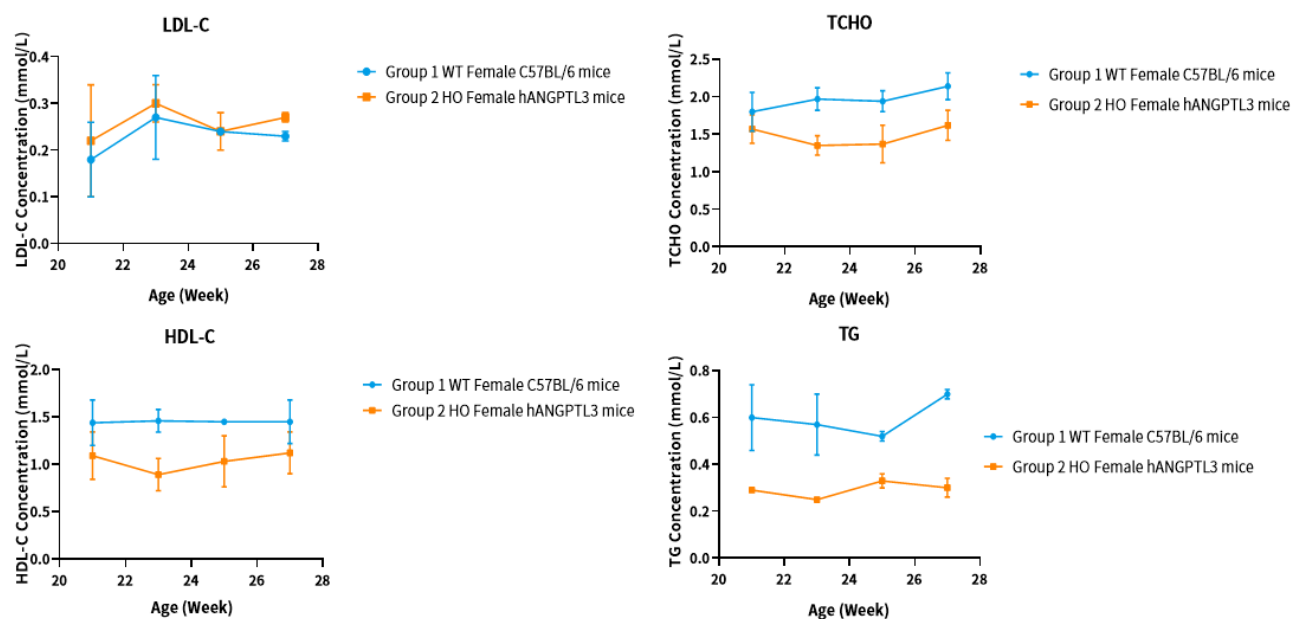 LDL-C
LDL-C Concentration (mmol/L)
0.4
0.3
0.2
0.1
0.0
20 22 24 26 28
Age (Week)
Group 1 WT Female C57BL/6 mice
Group 2 HO Female hANGPTL3 mice
TCHO
TCHO Concentration (mmol/L)
2.5
2.0
1.5
1.0
0.5
0.0
20 22 24 26 28
Age (Week)
Group 1 WT Female C57BL/6 mice
Group 2 HO Female hANGPTL3 mice
HDL-C
HDL-C Concentration (mmol/L)
2.0
1.5
1.0
0.5
0.0
20 22 24 26 28
Age (Week)
Group 1 WT Female C57BL/6 mice
Group 2 HO Female hANGPTL3 mice
TG
TG Concentration (mmol/L)
0.8
0.6
0.4
0.2
0.0
20 22 24 26 28
Age (Week)
Group 1 WT Female C57BL/6 mice
Group 2 HO Female hANGPTL3 mice